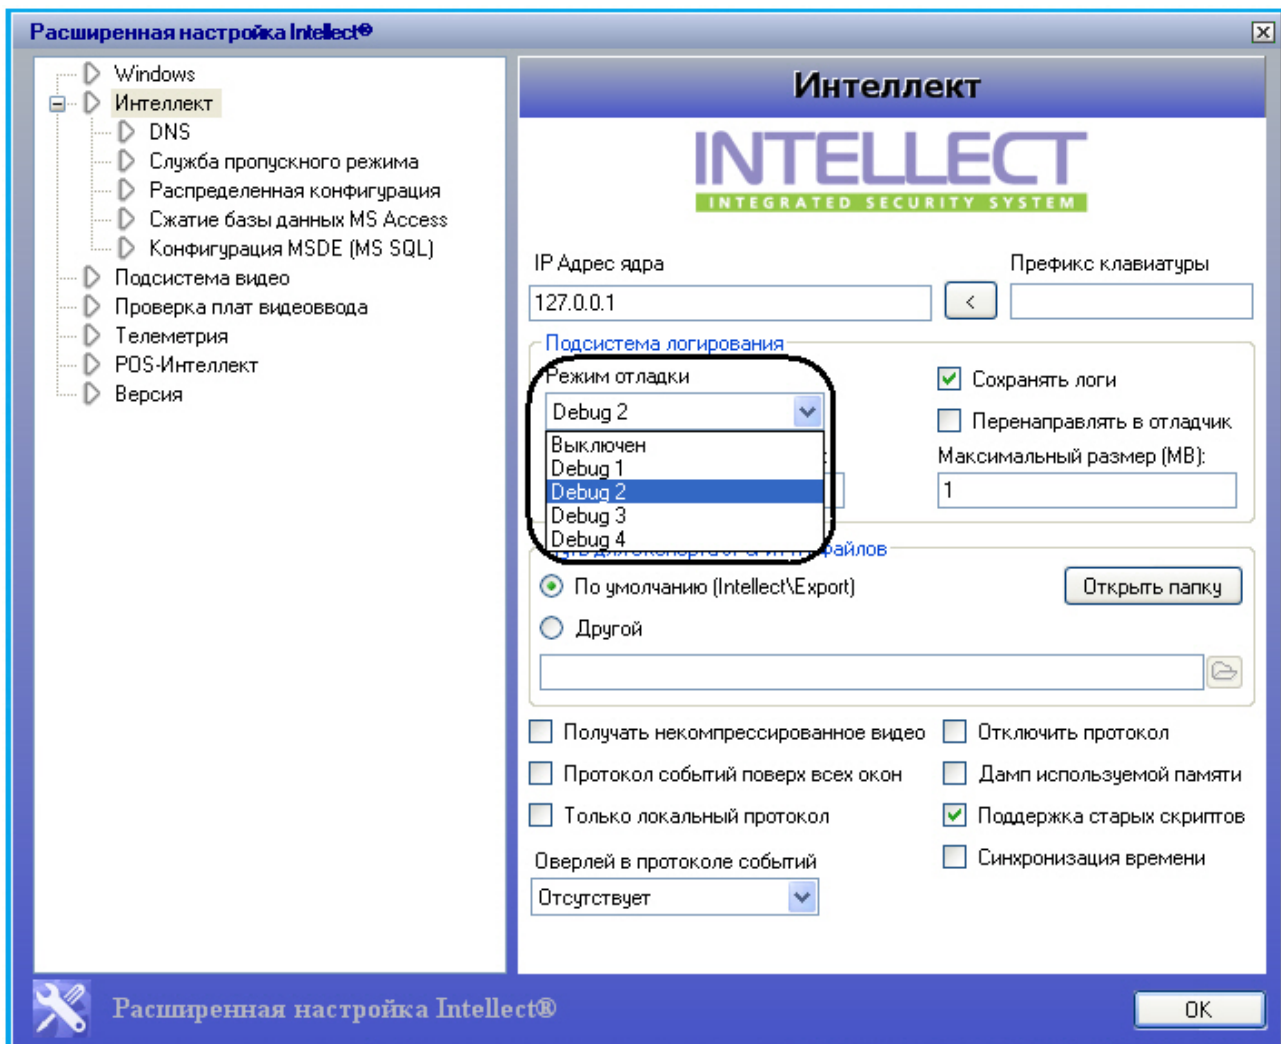 Расширенная настройка Intellect®
Windows
Интеллект
DNS
Служба пропускного режима
Распределенная конфигурация
Сжатие базы данных MS Access
Конфигурация MSDE (MS SQL)
Подсистема видео
Проверка плат видеоввода
Телеметрия
POS-Интеллект
Версия
Интеллект
INTELLECT
INTEGRATED SECURITY SYSTEM
IP Адрес ядра
Префикс клавиатуры
127.0.0.1
<
Подсистема логирования
Режим отладки
Сохранять логи
Debug 2
Перенаправлять в отладчик
Выключен
Debug 1
Debug 2
Debug 3
Debug 4
Максимальный размер (MB):
1
файлов
По умолчанию (Intellect\Export)
Открыть папку
Другой
Получать некомпрессированное видео
Отключить протокол
Протокол событий поверх всех окон
Дамп используемой памяти
Только локальный протокол
Поддержка старых скриптов
Оверлей в протоколе событий
Синхронизация времени
Отсутствует
Расширенная настройка Intellect®
OK